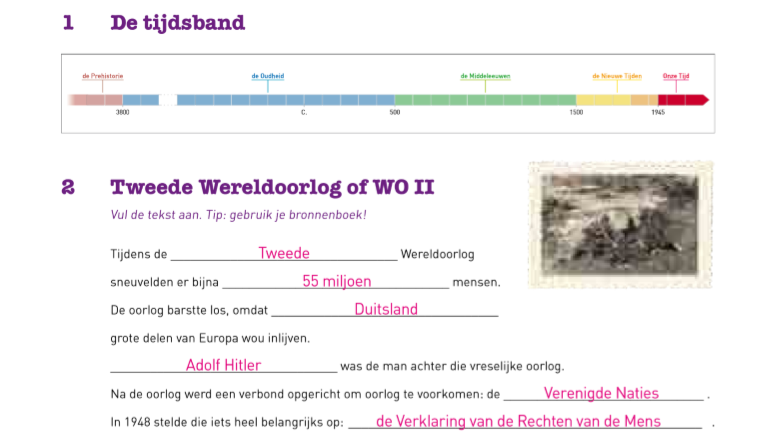 1 De tijdsband
de Prehistorie de Oudheid de Middeleeuwen de Nieuwe Tijden Onze Tijd
3800 C. 500 1500 1945
2 Tweede Wereldoorlog of WO II
Vul de tekst aan. Tip: gebruik je bronnenboek!
Tijdens de Tweede Wereldoorlog
sneuvelden er bijna 55 miljoen mensen.
De oorlog barstte los, omdat Duitsland
grote delen van Europa wou inlijven.
Adolf Hitler was de man achter die vreselijke oorlog.
Na de oorlog werd een verbond opgericht om oorlog te voorkomen: de Verenigde Naties .
In 1948 stelde die iets heel belangrijks op: de Verklaring van de Rechten van de Mens .